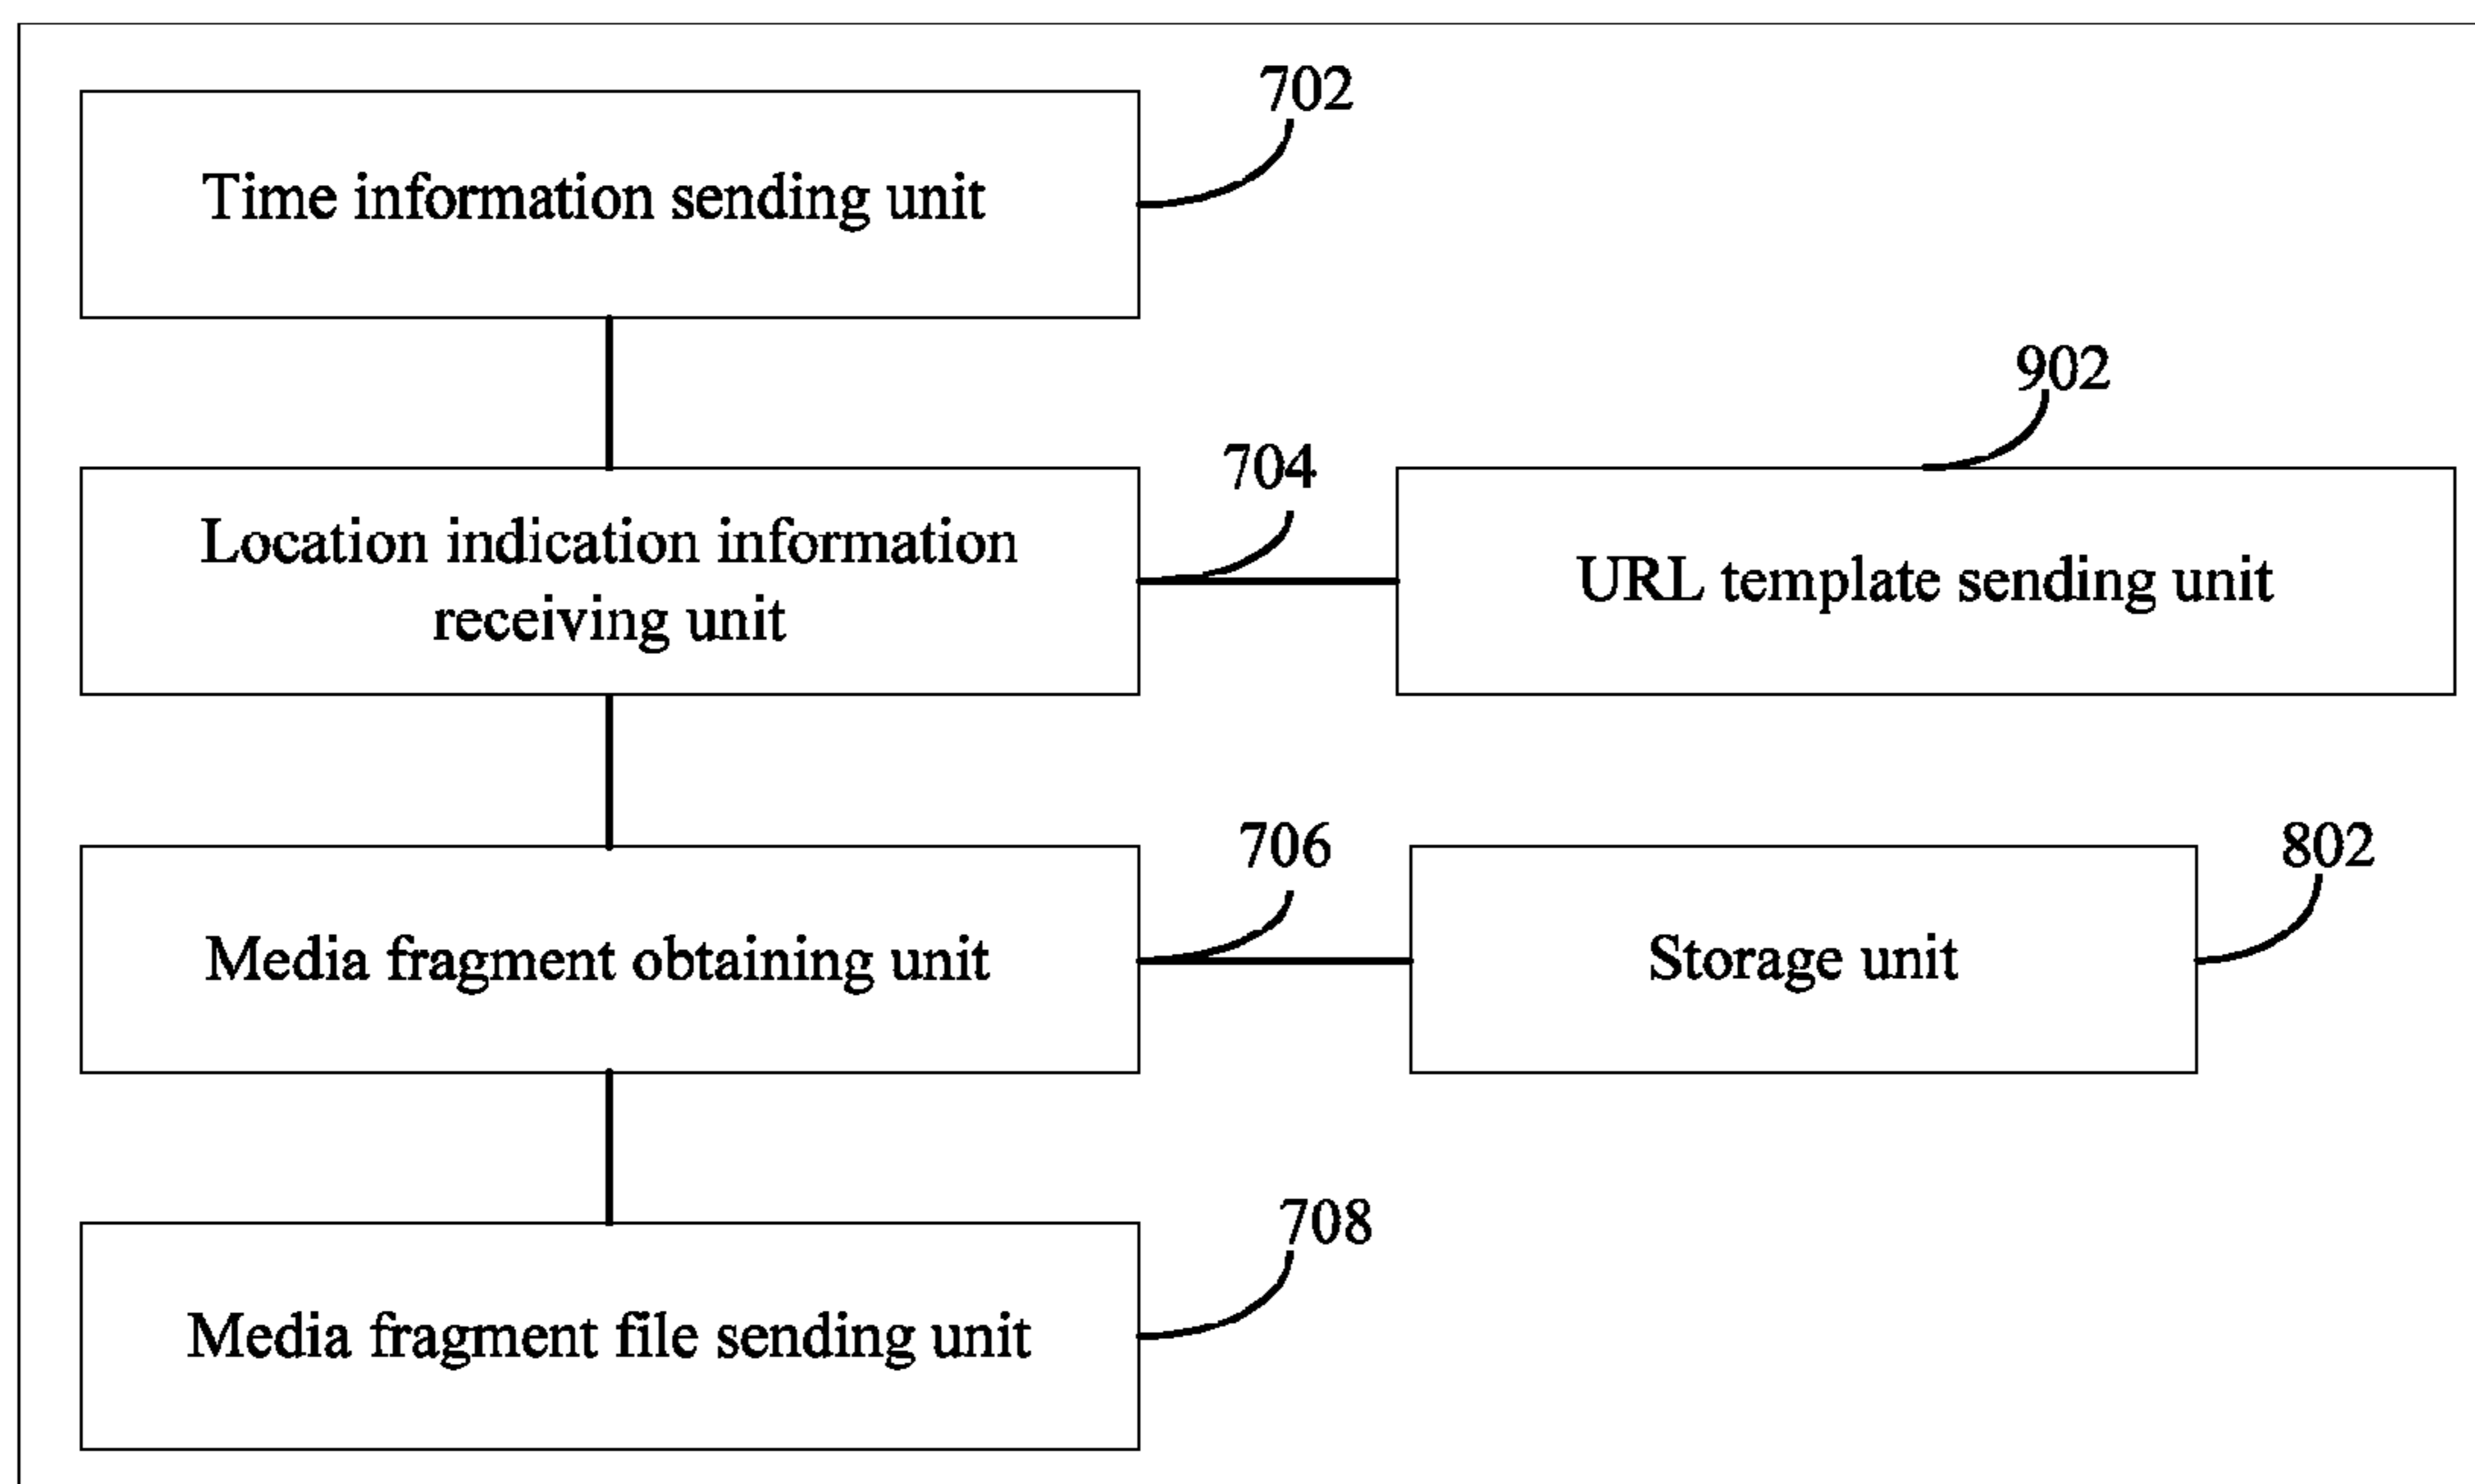 702
Time information sending unit
902
704
Location indication information
receiving unit
URL template sending unit
706
802
Media fragment obtaining unit
Storage unit
708
Media fragment file sending unit